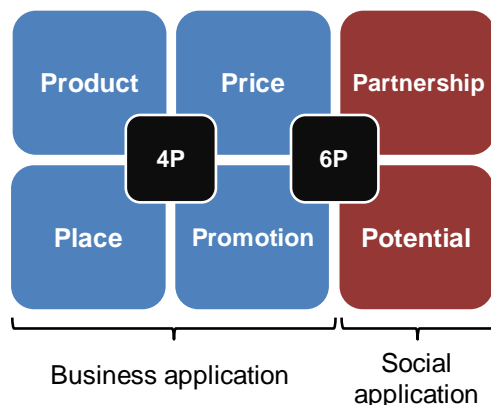 Product
Price
Partnership
4P
6P
Place
Promotion
Potential
Business application
Social
application